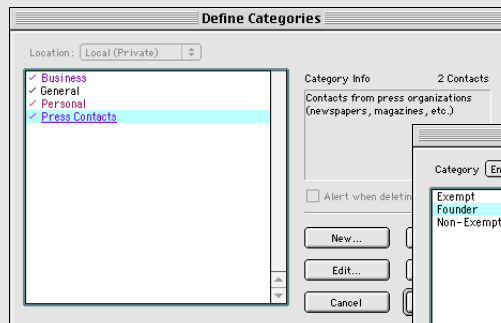 Define Categories
Location: Local (Private)
Business
General
Personal
Press Contacts
Category Info 2 Contacts
Contacts from press organizations
(newspapers, magazines, etc.)
Alert when deletin
New...
Edit...
Cancel
Category En
Exempt
Founder
Non-Exempt